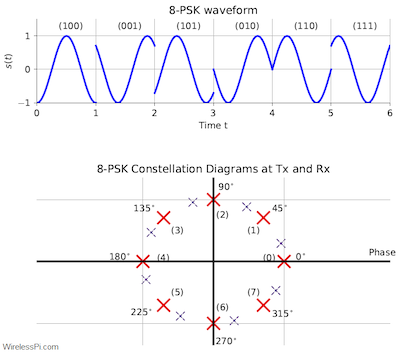 8-PSK waveform
(100) (001) (101) (010) (110) (111)
1
0
−1
s(t)
0 1 2 3 4 5 6
Time t
8-PSK Constellation Diagrams at Tx and Rx
90°
135° 45°
(2)
(3) (1)
Phase
180° (4) (0) 0°
(5) (6) (7)
225° 315°
270°
WirelessPi.com